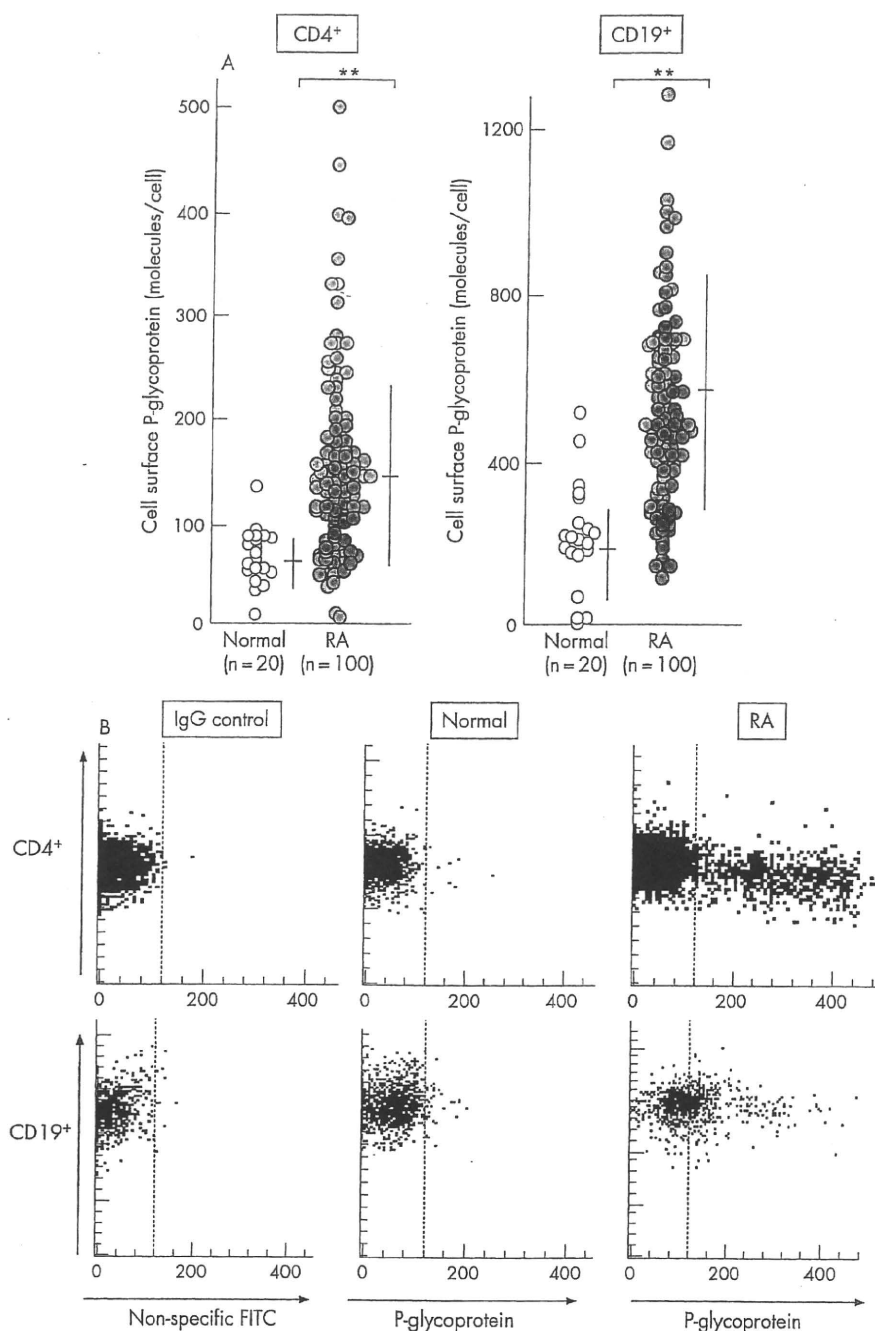 CD4+
CD19+
A
**
**
Cell surface P-glycoprotein (molecules/cell)
500
400
300
200
100
0
Normal
(n=20)
RA
(n=100)
Cell surface P-glycoprotein (molecules/cell)
1200
800
400
0
Normal
(n=20)
RA
(n=100)
B
IgG control
Normal
RA
CD4+
0 200 400
0 200 400
0 200 400
CD19+
0 200 400
0 200 400
0 200 400
Non-specific FITC
P-glycoprotein
P-glycoprotein